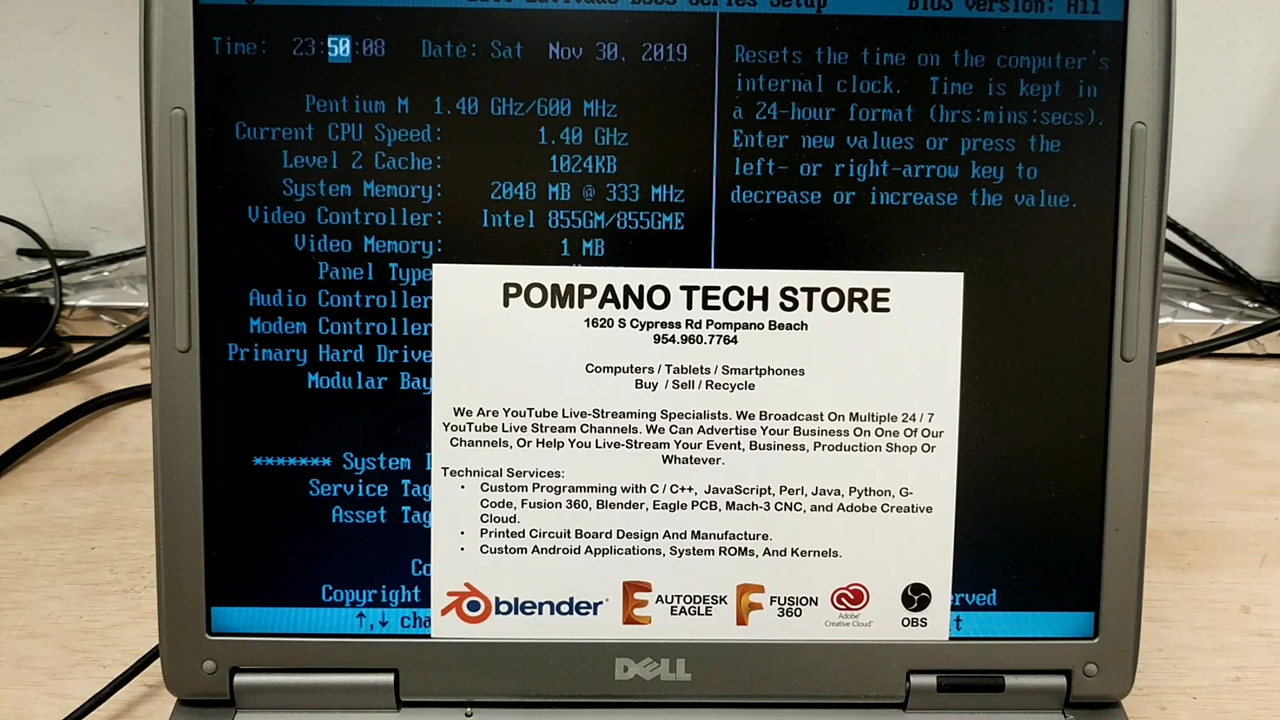 Setup
BIOS Version: A11
Time: 23:50:08 Date: Sat Nov 30, 2019
Pentium M 1.40 GHz/600 MHz
Current CPU Speed: 1.40 GHz
Level 2 Cache: 1024KB
System Memory: 2048 MB @ 333 MHz
Video Controller: Intel 855GM/855GME
Video Memory: 1 MB
Panel Type
Audio Controller
Modem Controller
Primary Hard Drive
Modular Bay
******* System
Service Tag
Asset Tag
Copyright
↑,↓ cha
Resets the time on the computer's
internal clock. Time is kept in
a 24-hour format (hrs:mins:secs).
Enter new values or press the
left- or right-arrow key to
decrease or increase the value.
POMPANO TECH STORE
1620 S Cypress Rd Pompano Beach
954.960.7764
Computers / Tablets / Smartphones
Buy / Sell / Recycle
We Are YouTube Live-Streaming Specialists. We Broadcast On Multiple 24 / 7
YouTube Live Stream Channels. We Can Advertise Your Business On One Of Our
Channels, Or Help You Live-Stream Your Event, Business, Production Shop Or
Whatever.
Technical Services:
• Custom Programming with C / C++, JavaScript, Perl, Java, Python, G-
Code, Fusion 360, Blender, Eagle PCB, Mach-3 CNC, and Adobe Creative
Cloud.
• Printed Circuit Board Design And Manufacture.
• Custom Android Applications, System ROMs, And Kernels.
blender
AUTODESK
EAGLE
FUSION
360
Adobe
Creative Cloud
OBS
erved
DELL